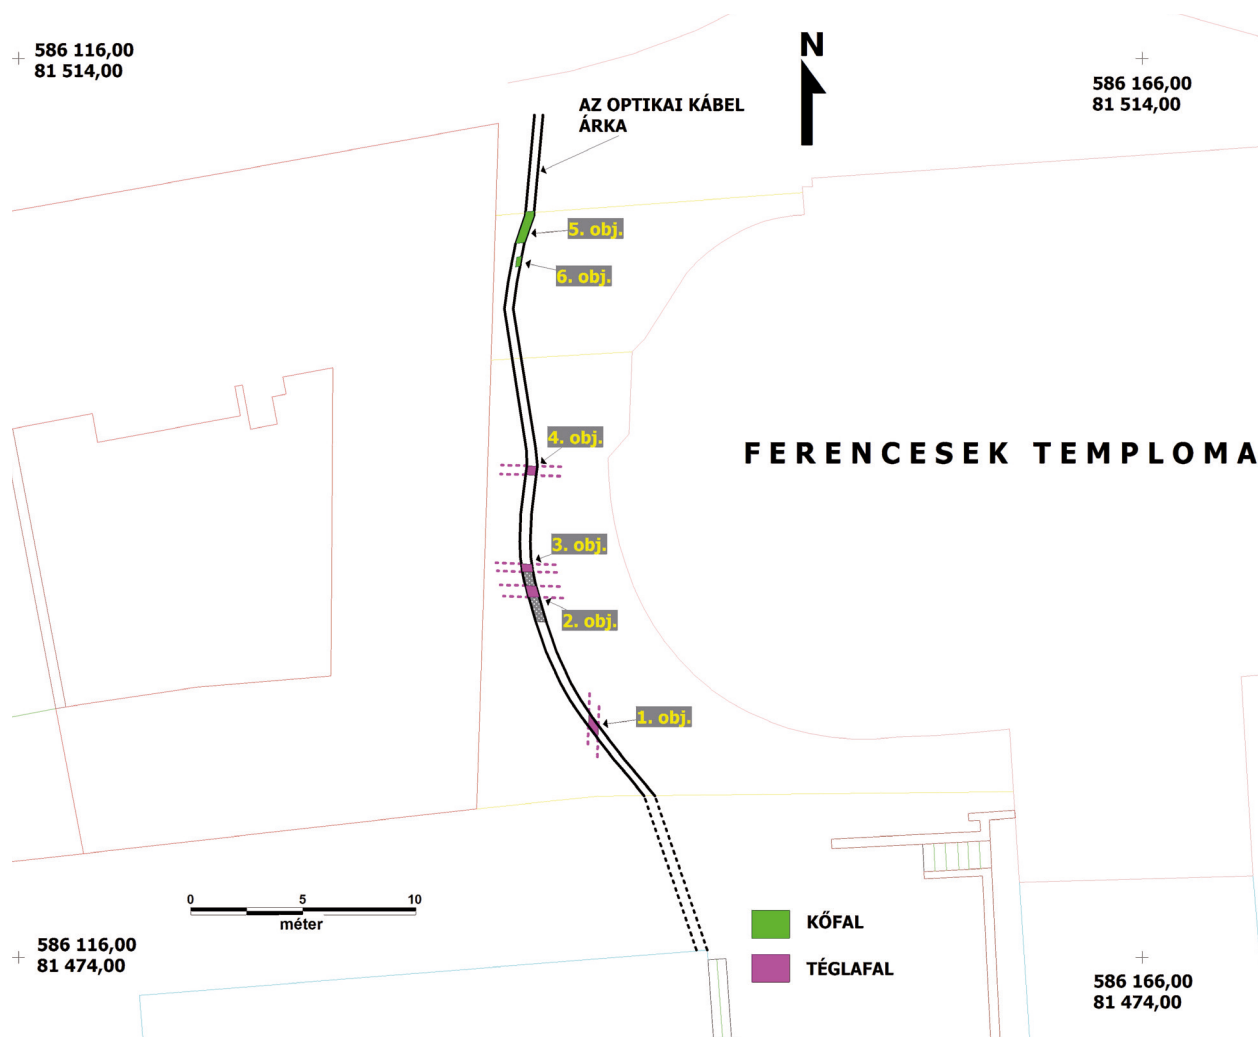 586 116,00
81 514,00
N
586 166,00
81 514,00
AZ OPTIKAI KÁBEL
ÁRKA
5. obj.
6. obj.
4. obj.
FERENCESEK TEMPLOMA
3. obj.
2. obj.
1. obj.
0 5 10
méter
KŐFAL
TÉGLAFAL
586 116,00
81 474,00
586 166,00
81 474,00